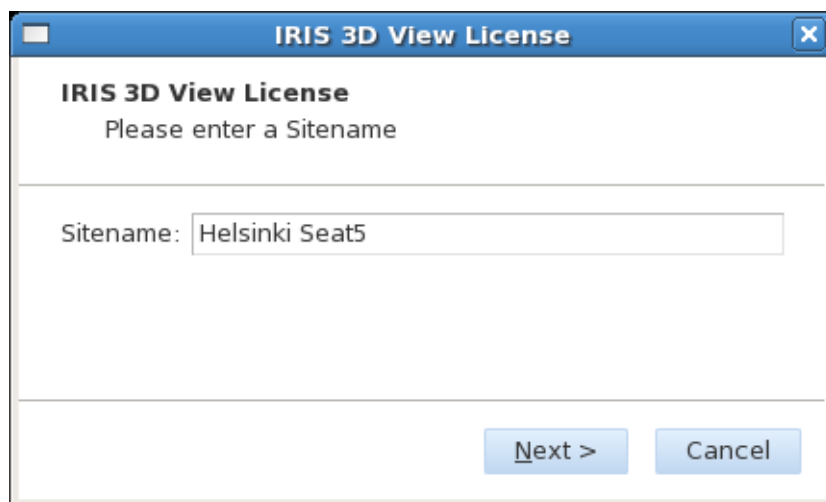 IRIS 3D View License
IRIS 3D View License
Please enter a Sitename
Sitename: Helsinki Seat5
Next > Cancel